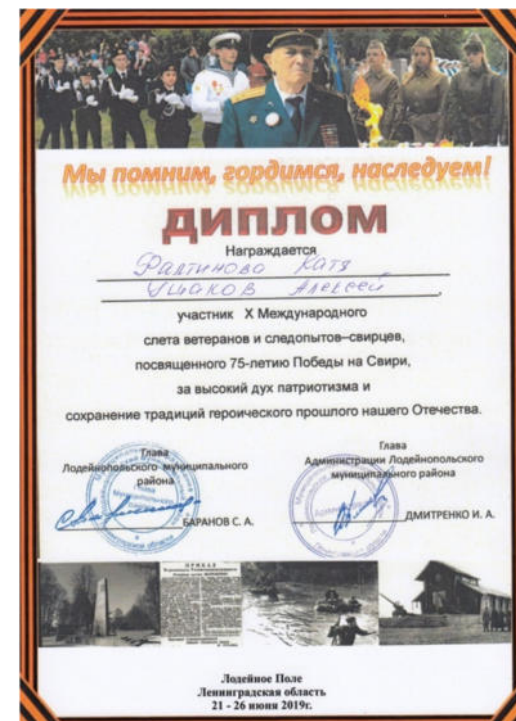 Мы помним, гордимся, наследуем!
ДИПЛОМ
Награждается
Катя
Ушаков Алексей
участник X Международного
слета ветеранов и следопытов–свирцев,
посвященного 75-летию Победы на Свири,
за высокий дух патриотизма и
сохранение традиций героического прошлого нашего Отечества.
Глава
Лодейнопольского муниципального
района
БАРАНОВ С. А.
Глава
Администрации Лодейнопольского
муниципального района
ДМИТРЕНКО И. А.
ПРИКАЗ
Лодейное Поле
Ленинградская область
21 - 26 июня 2019г.